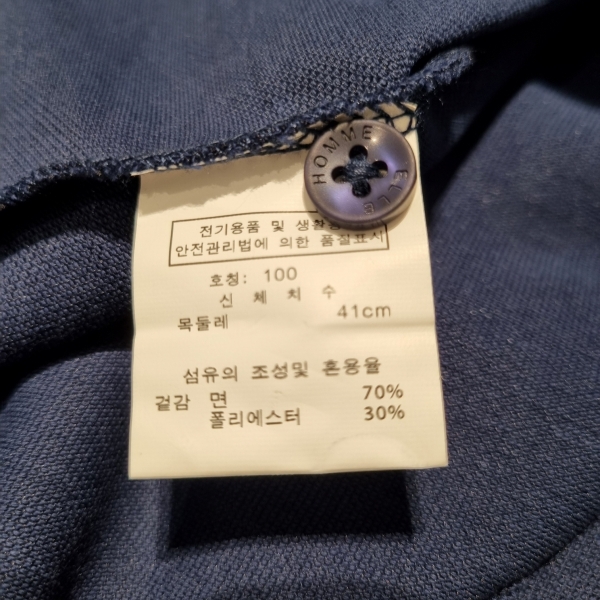 HOMME
ELLE
전기용품 및 생활
안전관리법에 의한 품질표시
호칭: 100
신 체 치 수
목둘레 41cm
섬유의 조성및 혼용율
겉감 면 70%
폴리에스터 30%